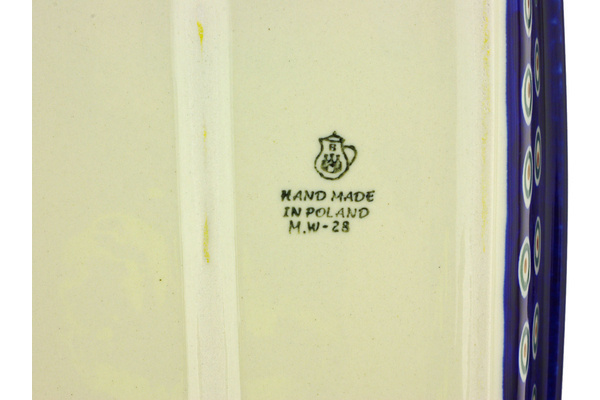 B
HAND MADE
IN POLAND
M.W-28